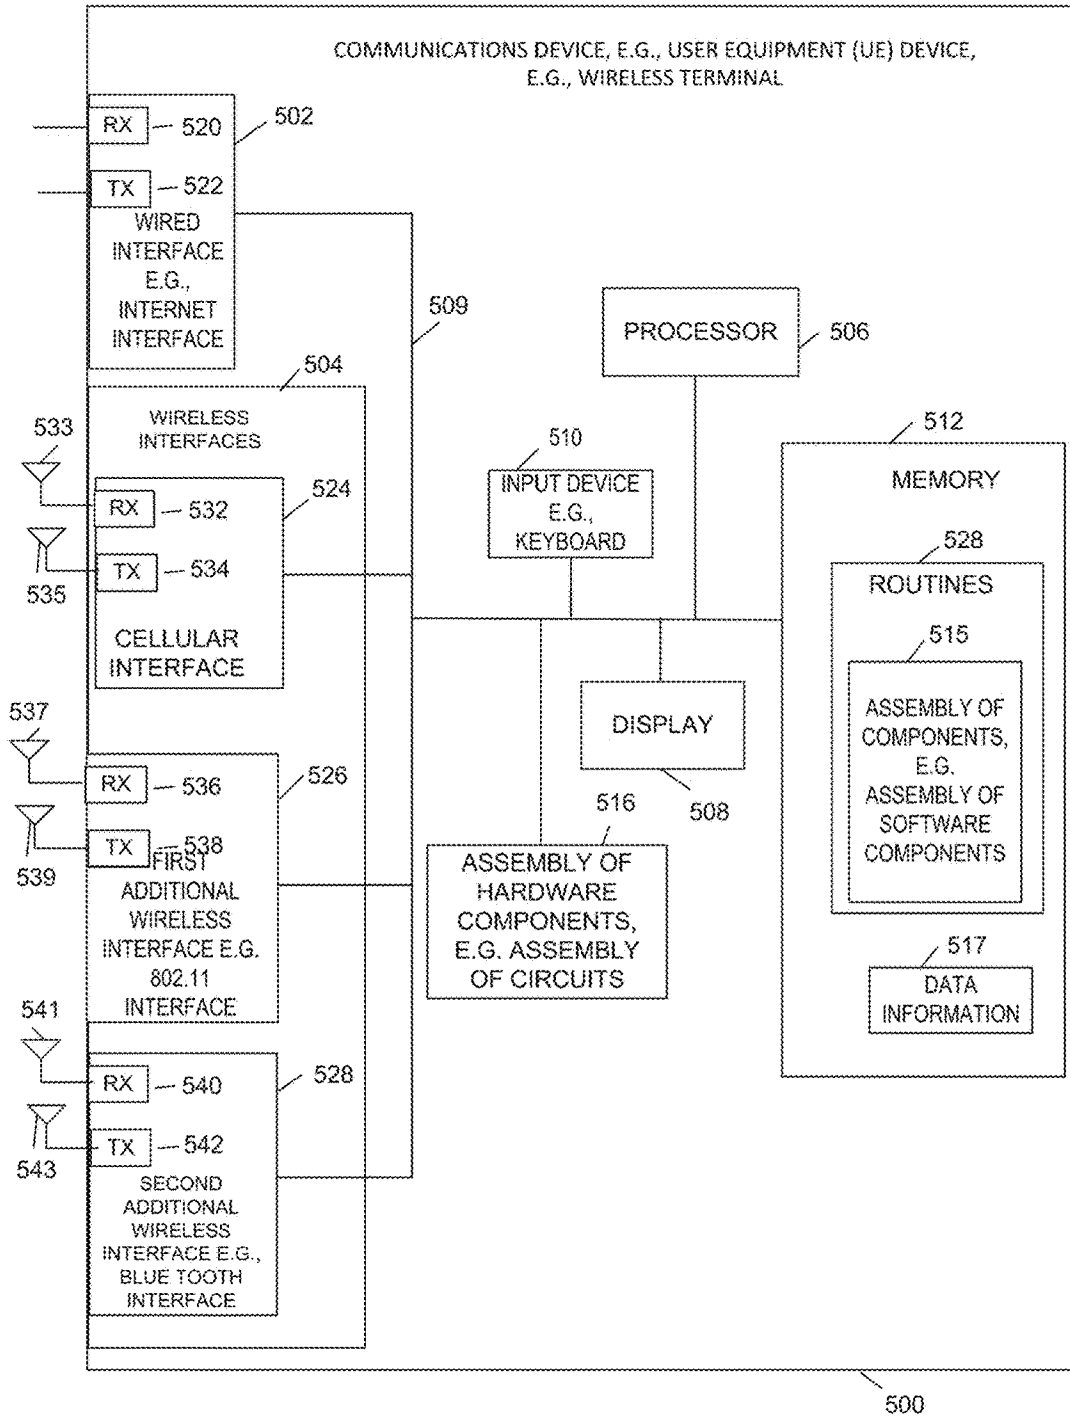 COMMUNICATIONS DEVICE, E.G., USER EQUIPMENT (UE) DEVICE,
E.G., WIRELESS TERMINAL
RX
520
502
TX
522
WIRED
INTERFACE
E.G.,
INTERNET
INTERFACE
509
PROCESSOR
506
504
WIRELESS
INTERFACES
533
RX
532
524
TX
534
535
CELLULAR
INTERFACE
510
INPUT DEVICE
E.G.,
KEYBOARD
512
MEMORY
528
ROUTINES
515
ASSEMBLY OF
COMPONENTS,
E.G.
ASSEMBLY OF
SOFTWARE
COMPONENTS
517
DATA
INFORMATION
DISPLAY
508
516
ASSEMBLY OF
HARDWARE
COMPONENTS,
E.G. ASSEMBLY
OF CIRCUITS
537
RX
536
526
TX
538
539
FIRST
ADDITIONAL
WIRELESS
INTERFACE E.G.
802.11
INTERFACE
541
RX
540
528
TX
542
543
SECOND
ADDITIONAL
WIRELESS
INTERFACE E.G.,
BLUE TOOTH
INTERFACE
500